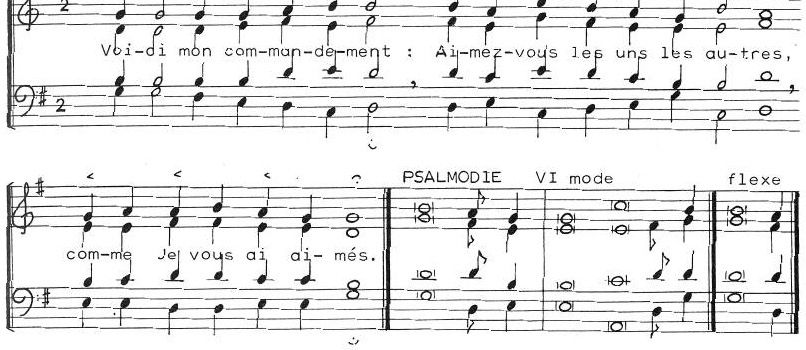 Voi-di mon com-man-de-ment : Ai-mez-vous les uns les au-tres,
PSALMODIE VI mode flexe
com-me Je vous ai ai- més.